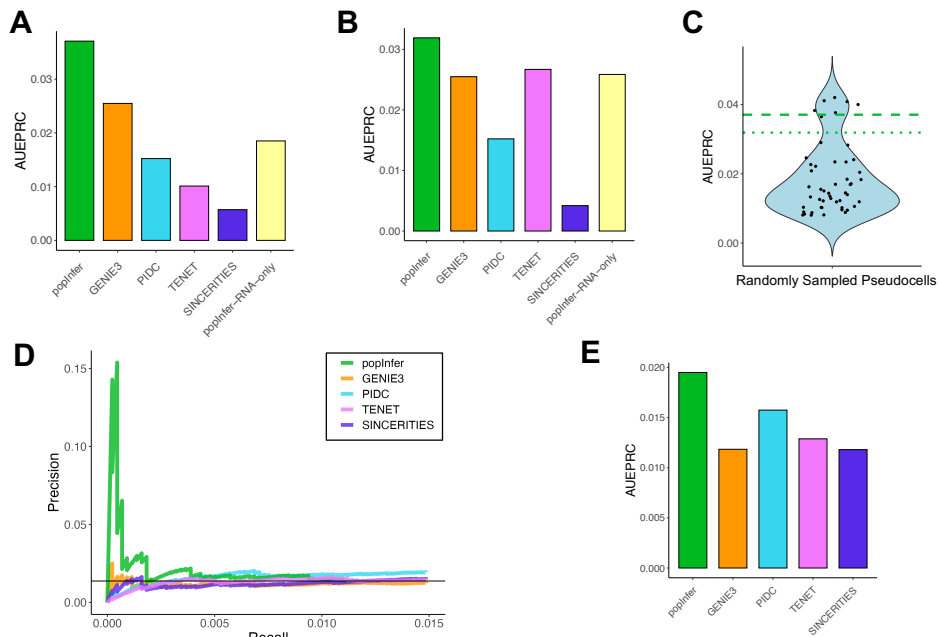 A
AUEPRC
0.03
0.02
0.01
0.00
popInfer
GENIE3
PIDC
TENET
SINCERITIES
popInfer-RNA-only
B
AUEPRC
0.03
0.02
0.01
0.00
popInfer
GENIE3
PIDC
TENET
SINCERITIES
popInfer-RNA-only
C
AUEPRC
0.04
0.02
0.00
Randomly Sampled Pseudocells
D
Precision
0.15
0.10
0.05
0.00
0.000
0.005
0.010
0.015
Recall
popInfer
GENIE3
PIDC
TENET
SINCERITIES
E
AUEPRC
0.020
0.015
0.010
0.005
0.000
popInfer
GENIE3
PIDC
TENET
SINCERITIES